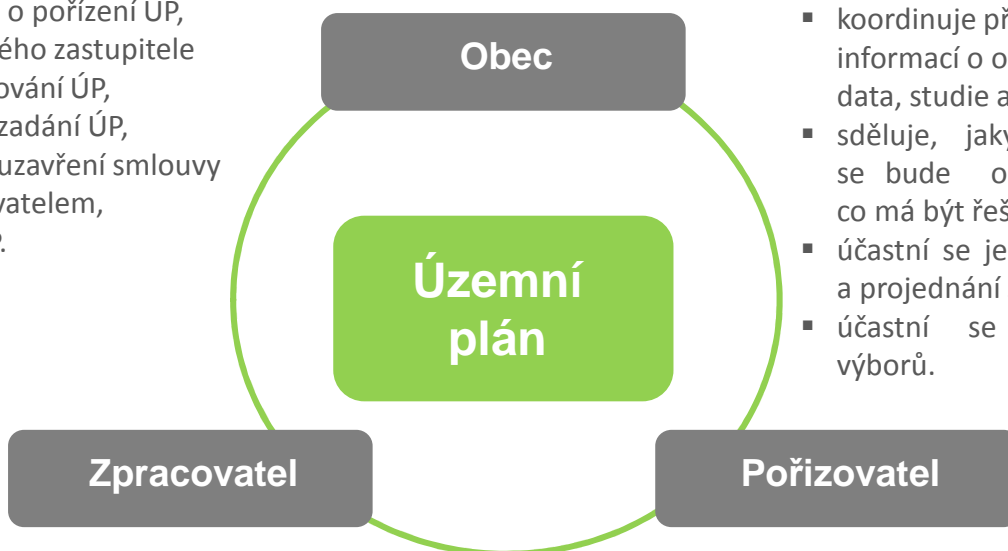 o pořízení ÚP,
ého zastupitele
ování ÚP,
zadání ÚP,
uzavření smlouvy
vatelem,
Obec
koordinuje
informací o
data, studie
sděluje, jak
se bude
co má být řeš
účastní se je
a projednání
účastní se
výborů.
Územní
plán
Zpracovatel
Pořizovatel